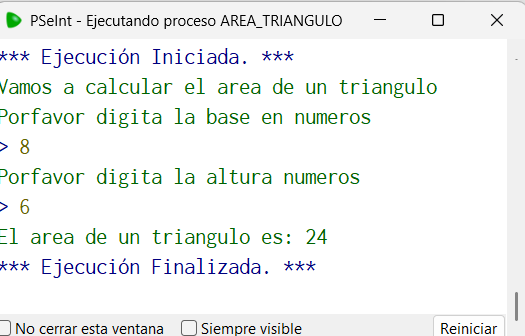 PSeInt - Ejecutando proceso AREA_TRIANGULO
*** Ejecución Iniciada. ***
Vamos a calcular el area de un triangulo
Porfavor digita la base en numeros
> 8
Porfavor digita la altura numeros
> 6
El area de un triangulo es: 24
*** Ejecución Finalizada. ***
No cerrar esta ventana Siempre visible Reiniciar